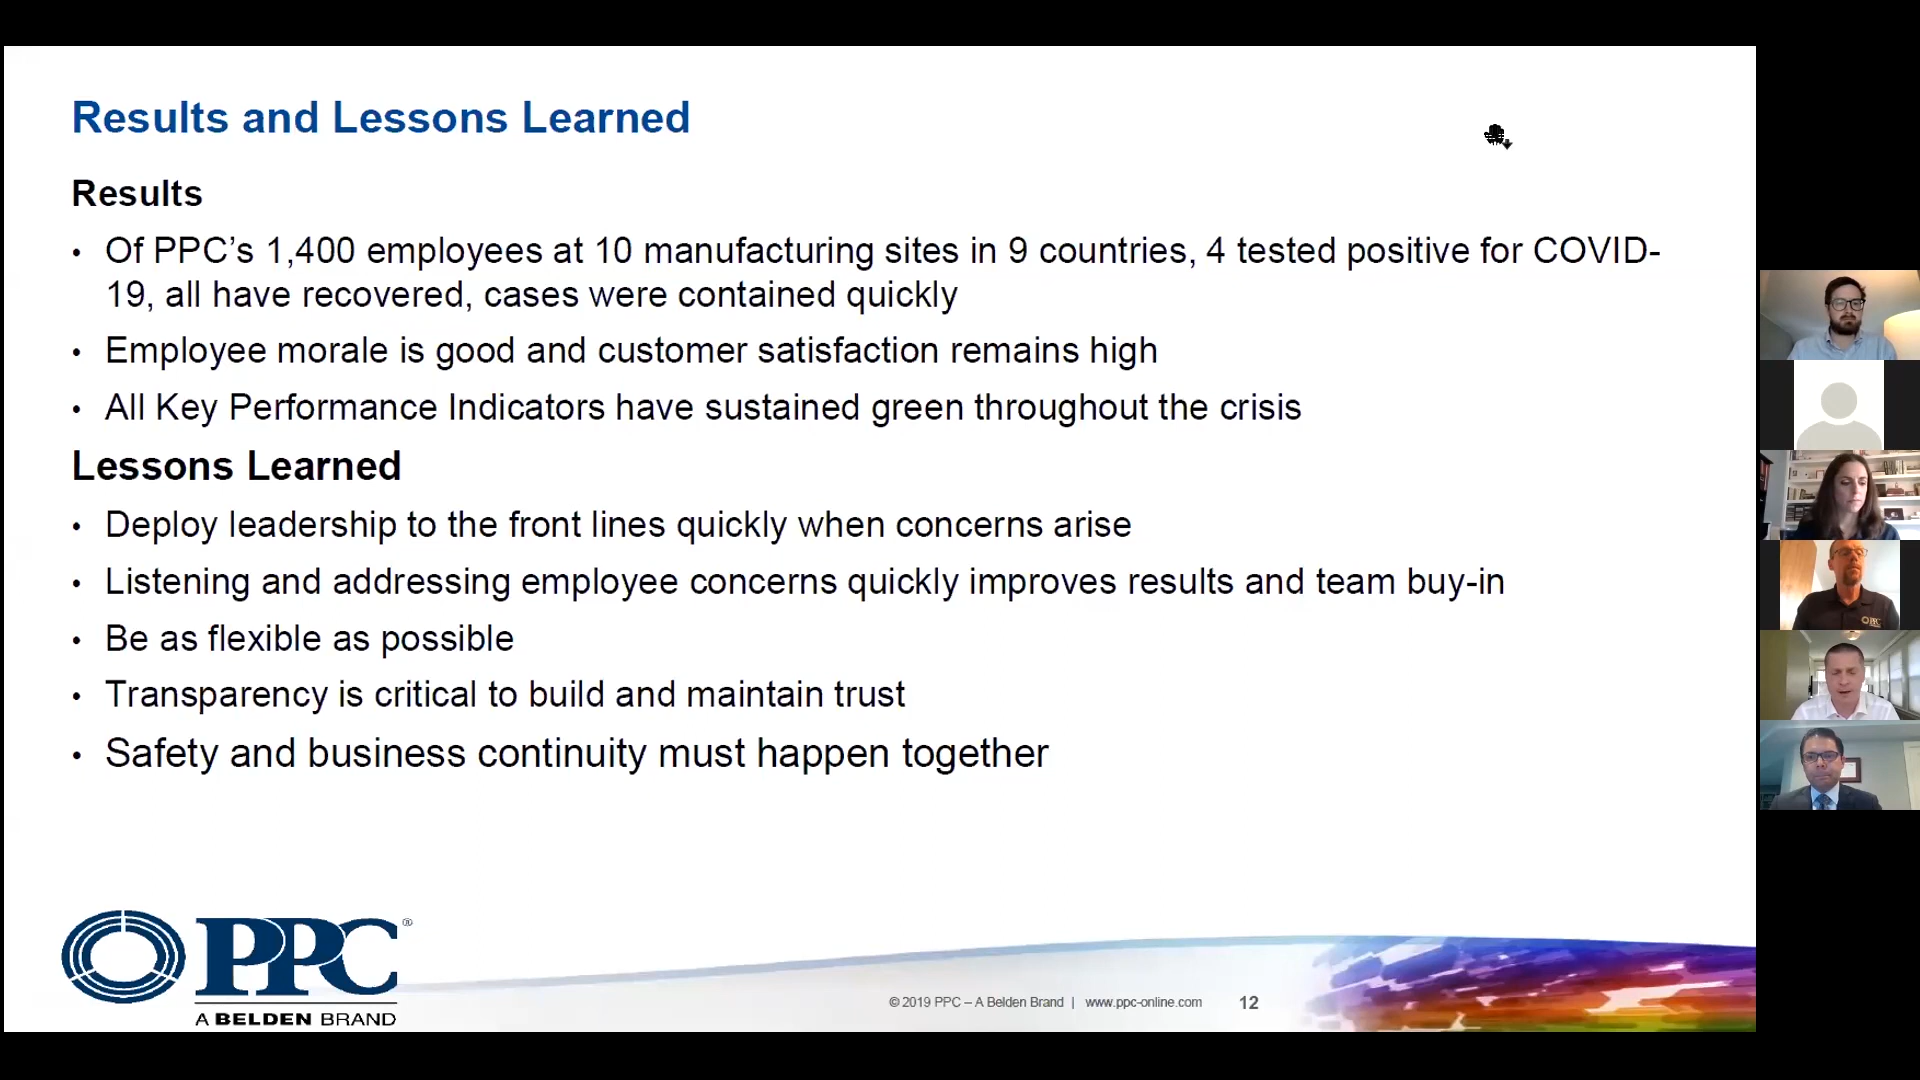 Results and Lessons Learned
Results
• Of PPC’s 1,400 employees at 10 manufacturing sites in 9 countries, 4 tested positive for COVID-
19, all have recovered, cases were contained quickly
• Employee morale is good and customer satisfaction remains high
• All Key Performance Indicators have sustained green throughout the crisis
Lessons Learned
• Deploy leadership to the front lines quickly when concerns arise
• Listening and addressing employee concerns quickly improves results and team buy-in
• Be as flexible as possible
• Transparency is critical to build and maintain trust
• Safety and business continuity must happen together
PPC®
A BELDEN BRAND
© 2019 PPC – A Belden Brand | www.ppc-online.com 12
PPC